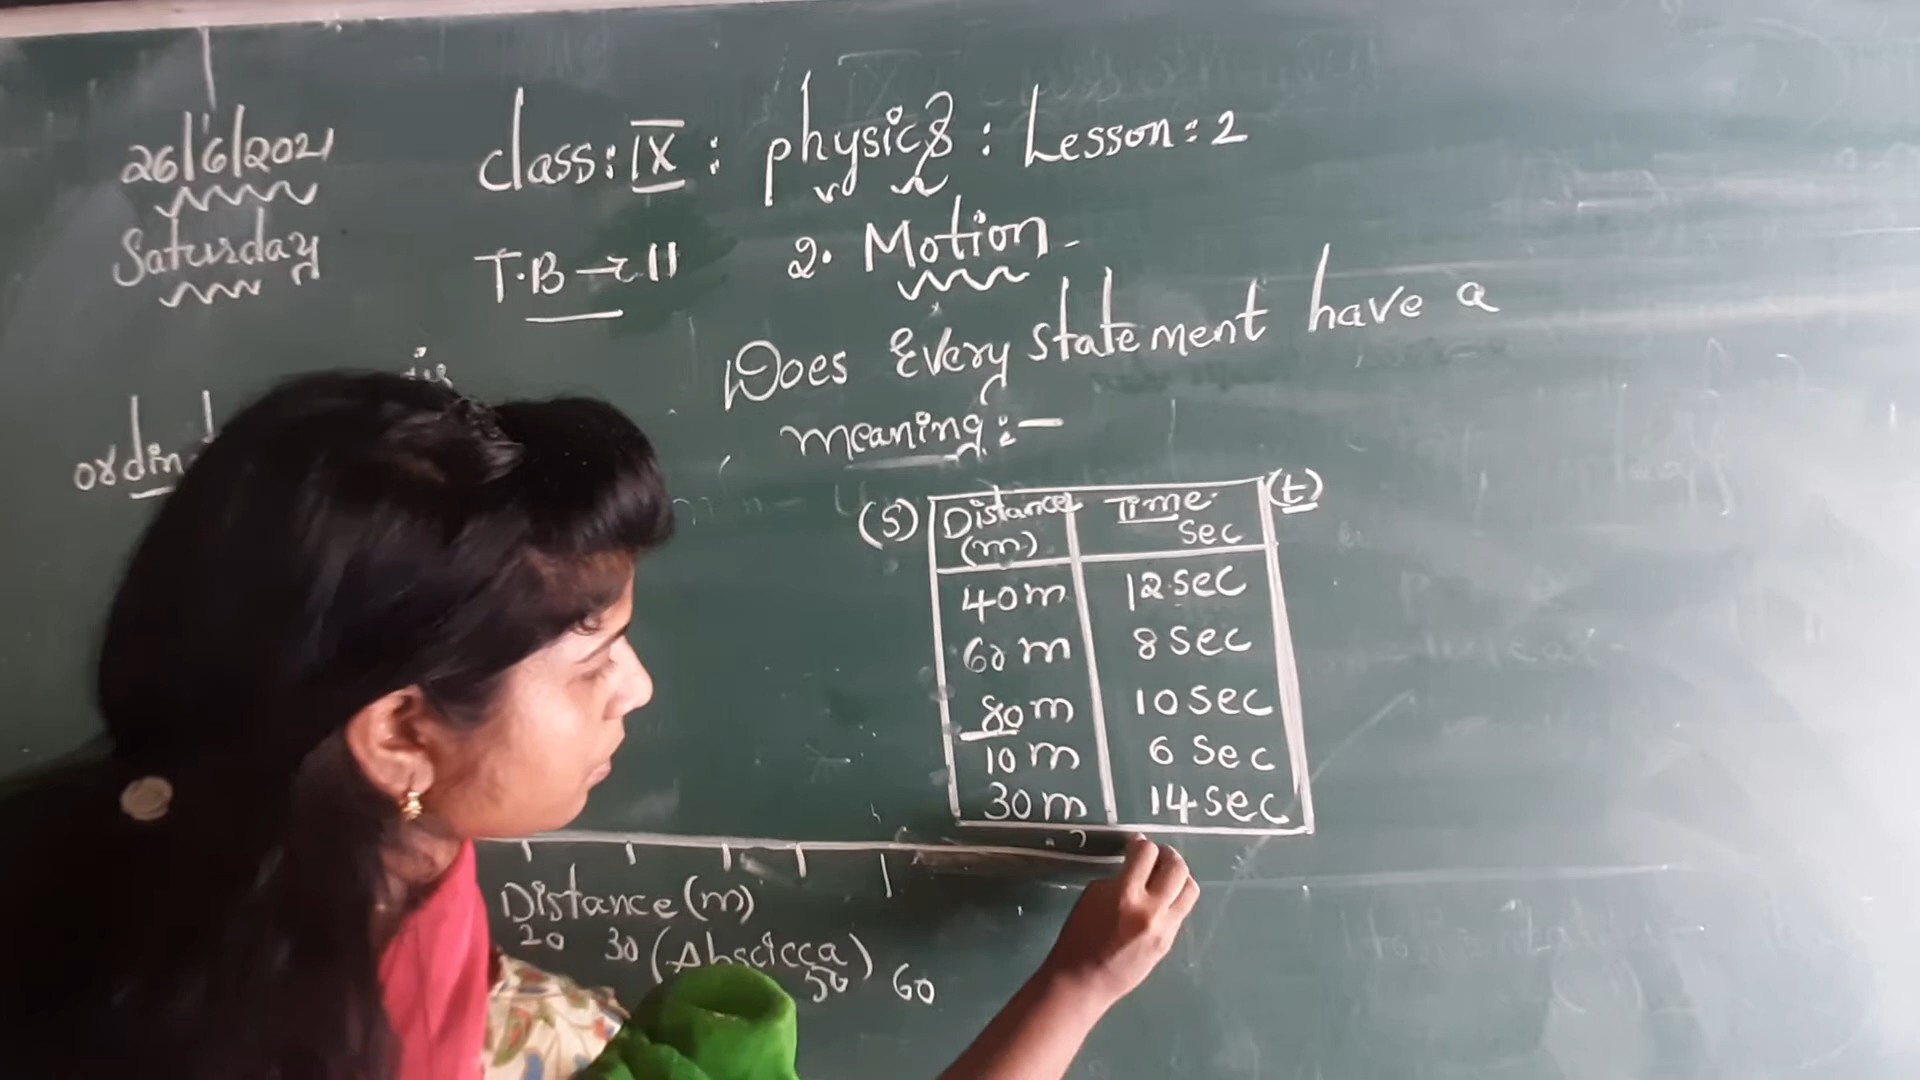 26/6/2021
Saturday
class: IX : physics : Lesson: 2
T.B → 11
2. Motion
Does Every statement have a
meaning:-
(S) Distance (m) Time Sec (t)
40m 12 sec
60 m 8 sec
80 m 10 sec
10 m 6 Sec
30 m 14 sec
Distance (m)
20 30 (Abscicca) 50 60